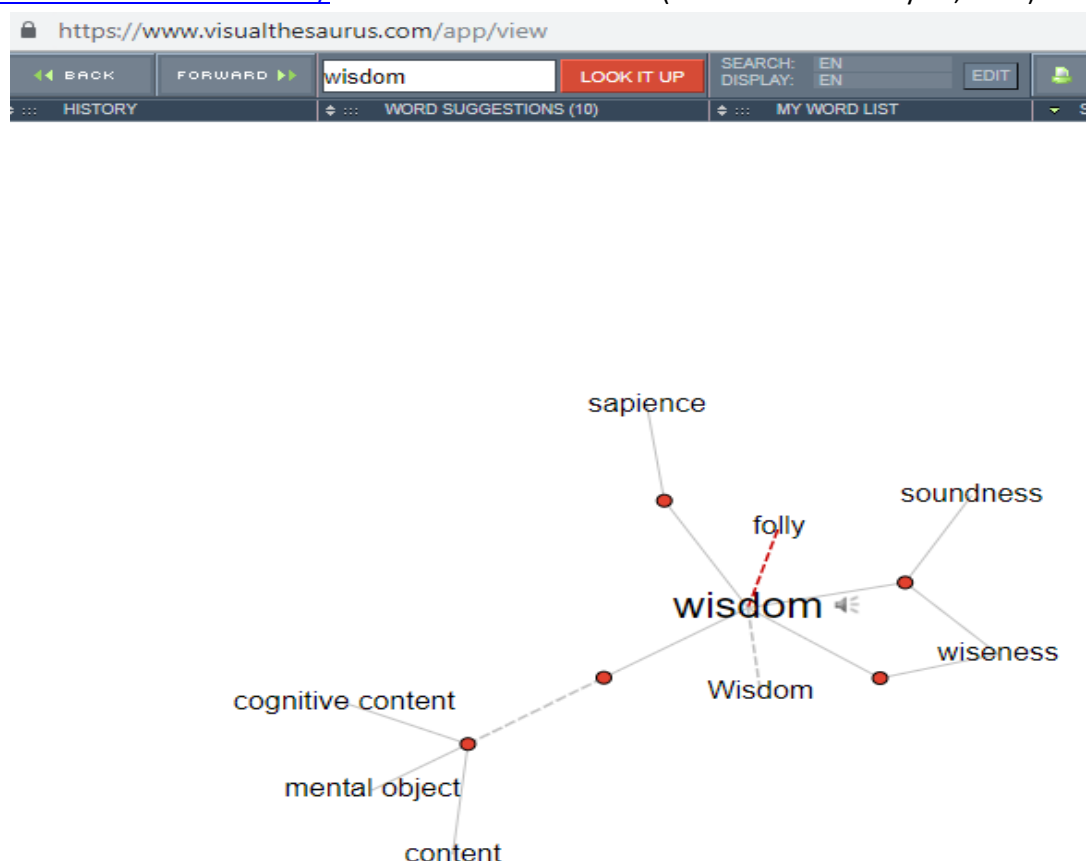 https://www.visualthesaurus.com/app/view
BACK FORWARD wisdom LOOK IT UP SEARCH: EN EDIT
DISPLAY: EN
HISTORY WORD SUGGESTIONS (10) MY WORD LIST S
sapience
soundness
folly
wisdom
wiseness
Wisdom
cognitive content
mental object
content